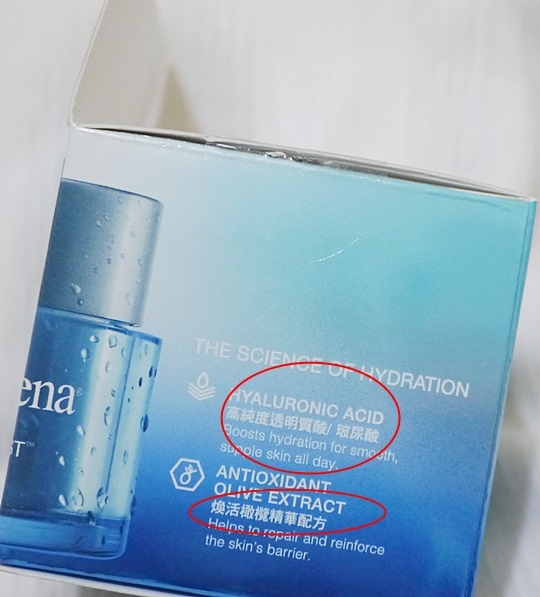 ena®
ST™
THE SCIENCE OF HYDRATION
HYALURONIC ACID
高純度透明質酸/ 玻尿酸
Boosts hydration for smooth,
supple skin all day.
ANTIOXIDANT
OLIVE EXTRACT
煥活橄欖精華配方
Helps to repair and reinforce
the skin's barrier.